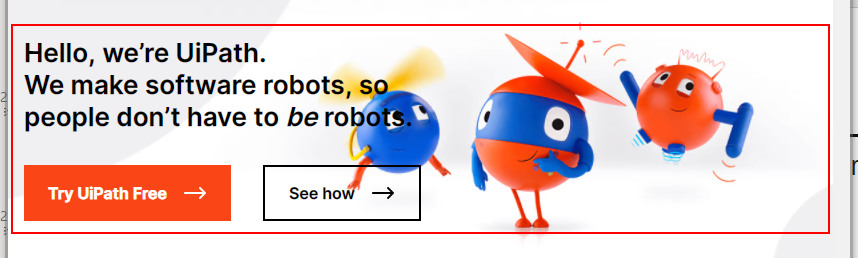 Hello, we’re UiPath.
We make software robots, so
people don’t have to be robots.
Try UiPath Free
See how